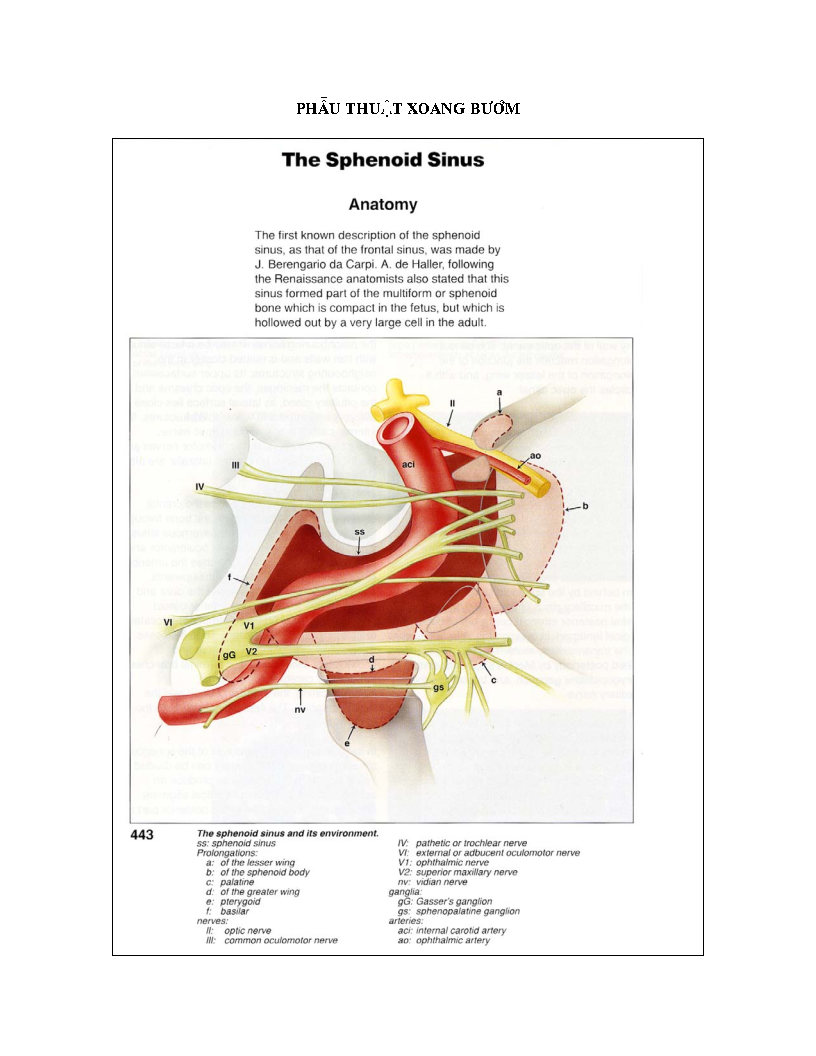 PHẪU THUẬT XOANG BƯỚM
The Sphenoid Sinus
Anatomy
The first known description of the sphenoid
sinus, as that of the frontal sinus, was made by
J. Berengario da Carpi. A. de Haller, following
the Renaissance anatomists also stated that this
sinus formed part of the multiform or sphenoid
bone which is compact in the fetus, but which is
hollowed out by a very large cell in the adult.
a
II
ao
III
aci
IV
b
ss
f
VI
V1
gG
V2
d
c
gs
nv
e
443
The sphenoid sinus and its environment.
ss: sphenoid sinus
Prolongations:
a: of the lesser wing
b: of the sphenoid body
c: palatine
d: of the greater wing
e: pterygoid
f: basilar
nerves:
II: optic nerve
III: common oculomotor nerve
IV: pathetic or trochlear nerve
VI: external or adbucent oculomotor nerve
V1: ophthalmic nerve
V2: superior maxillary nerve
nv: vidian nerve
ganglia:
gG: Gasser's ganglion
gs: sphenopalatine ganglion
arteries:
aci: internal carotid artery
ao: ophthalmic artery